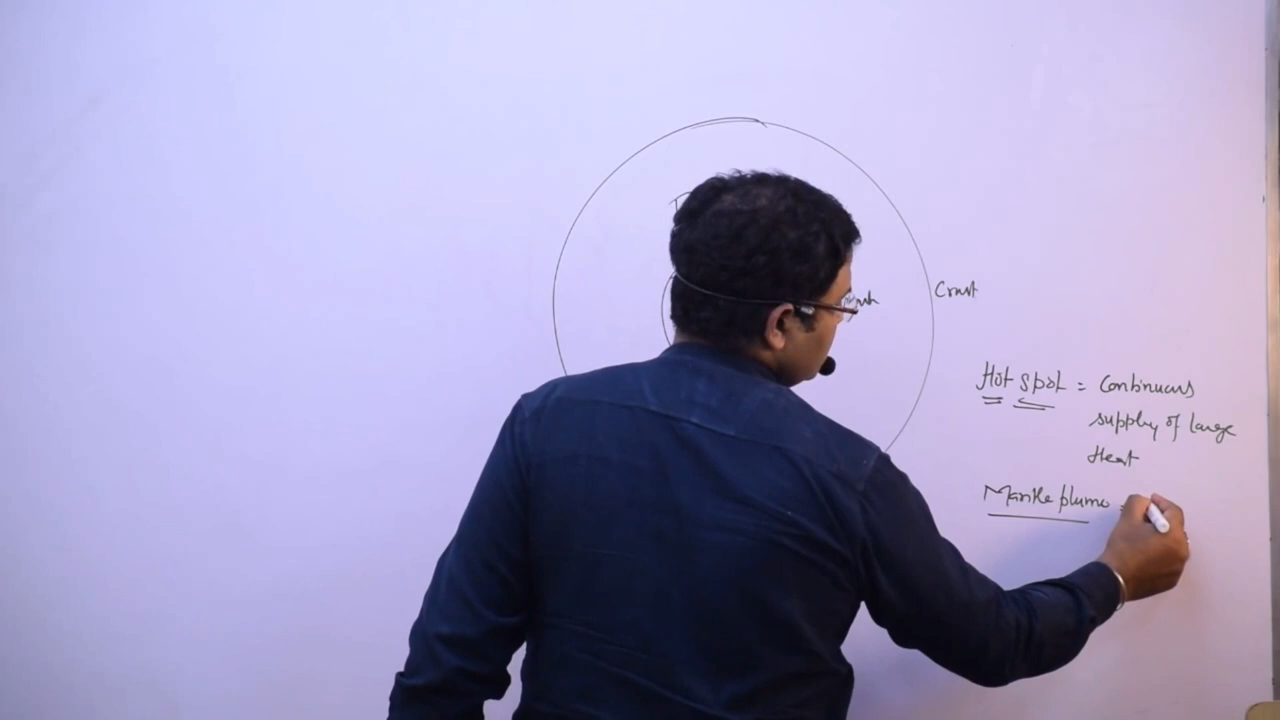 Crust
Hot spot = Continuous
supply of large
Heat
Mantle plume =